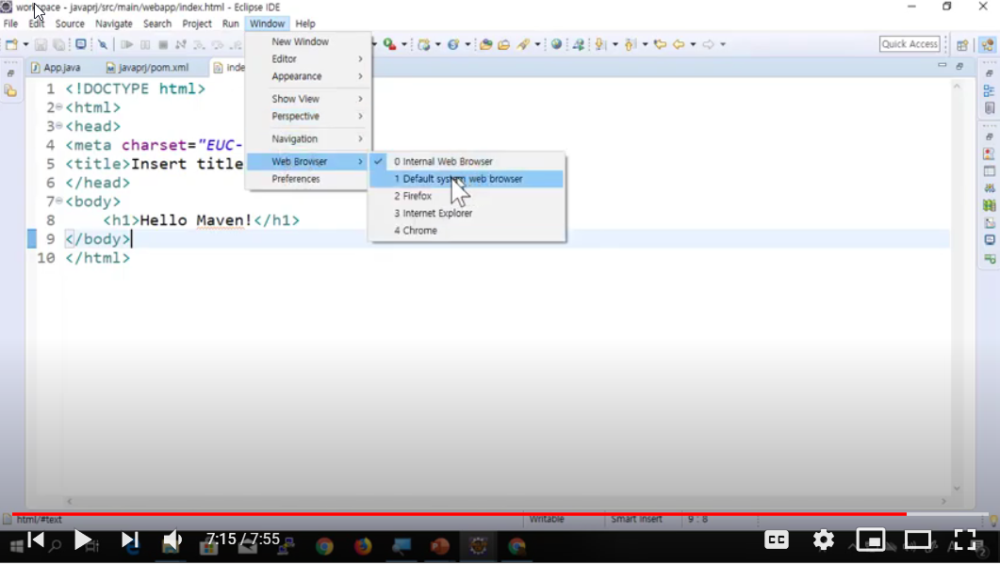 workspace - javaprj/src/main/webapp/index.html - Eclipse IDE
File Edit Source Navigate Search Project Run Window Help
Quick Access
App.java javaprj/pom.xml inde
New Window
Editor
Appearance
Show View
Perspective
Navigation
Web Browser
Preferences
0 Internal Web Browser
1 Default system web browser
2 Firefox
3 Internet Explorer
4 Chrome
1 <!DOCTYPE html>
2 <html>
3 <head>
4 <meta charset="EUC-
5 <title>Insert title
6 </head>
7 <body>
8 <h1>Hello Maven!</h1>
9 </body>
10 </html>
html/#text Writable Smart Insert 9 : 8
7:15 / 7:55
CC